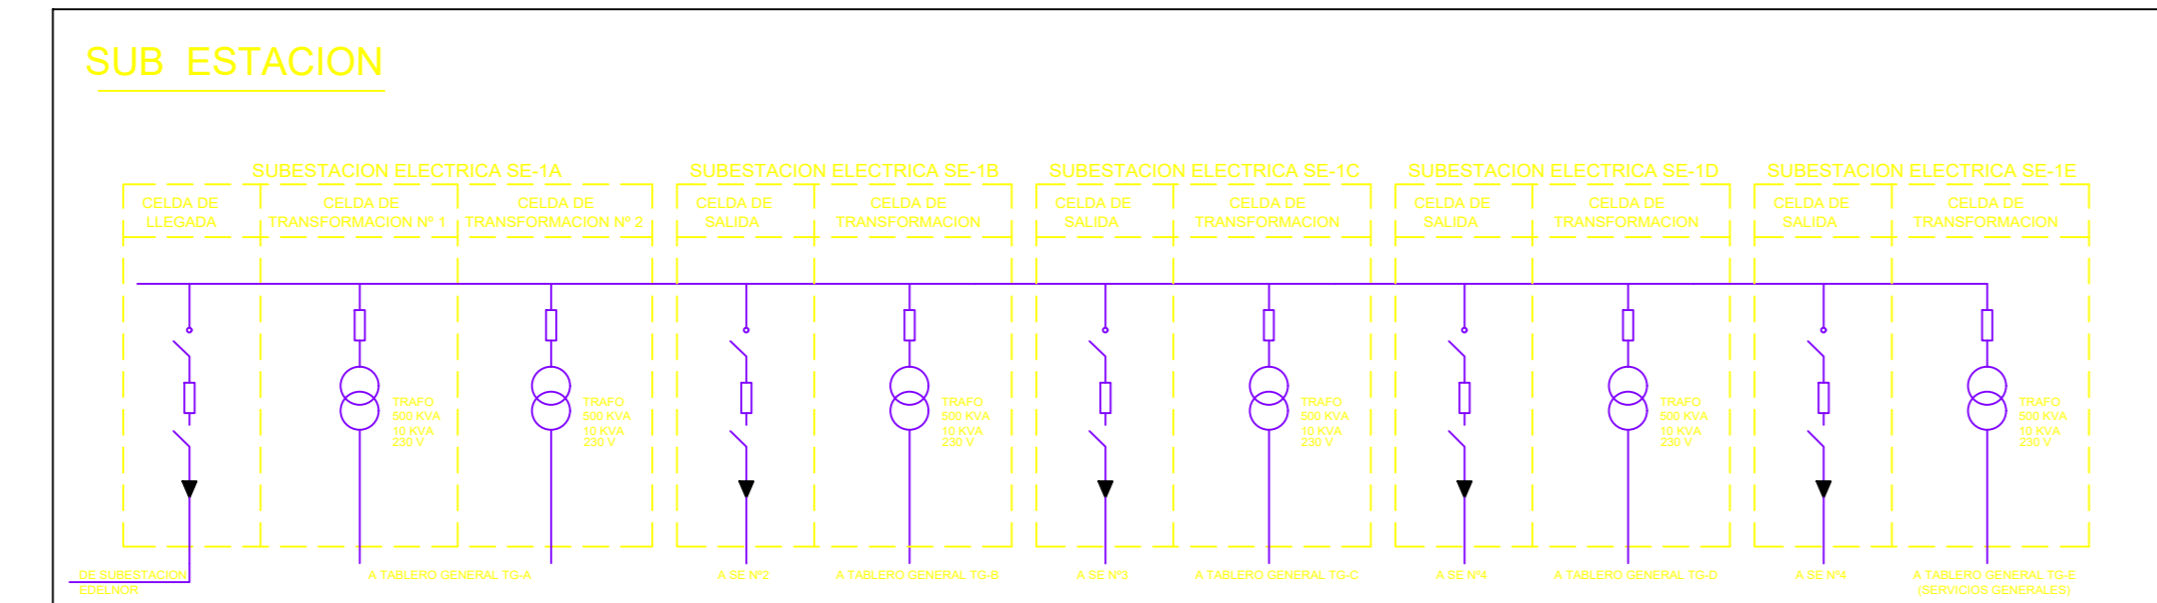 SUB ESTACION
SUBESTACION ELECTRICA SE-1A
CELDA DE
LLEGADA
CELDA DE
TRANSFORMACION Nº 1
CELDA DE
TRANSFORMACION Nº 2
TRAFO
500 KVA
10 KVA
230 V
TRAFO
500 KVA
10 KVA
230 V
DE SUBESTACION
EDELNOR
A TABLERO GENERAL TG-A
SUBESTACION ELECTRICA SE-1B
CELDA DE
SALIDA
CELDA DE
TRANSFORMACION
TRAFO
500 KVA
10 KVA
230 V
A SE Nº2
A TABLERO GENERAL TG-B
SUBESTACION ELECTRICA SE-1C
CELDA DE
SALIDA
CELDA DE
TRANSFORMACION
TRAFO
500 KVA
10 KVA
230 V
A SE Nº3
A TABLERO GENERAL TG-C
SUBESTACION ELECTRICA SE-1D
CELDA DE
SALIDA
CELDA DE
TRANSFORMACION
TRAFO
500 KVA
10 KVA
230 V
A SE Nº4
A TABLERO GENERAL TG-D
SUBESTACION ELECTRICA SE-1E
CELDA DE
SALIDA
CELDA DE
TRANSFORMACION
TRAFO
500 KVA
10 KVA
230 V
A SE Nº4
A TABLERO GENERAL TG-E
(SERVICIOS GENERALES)